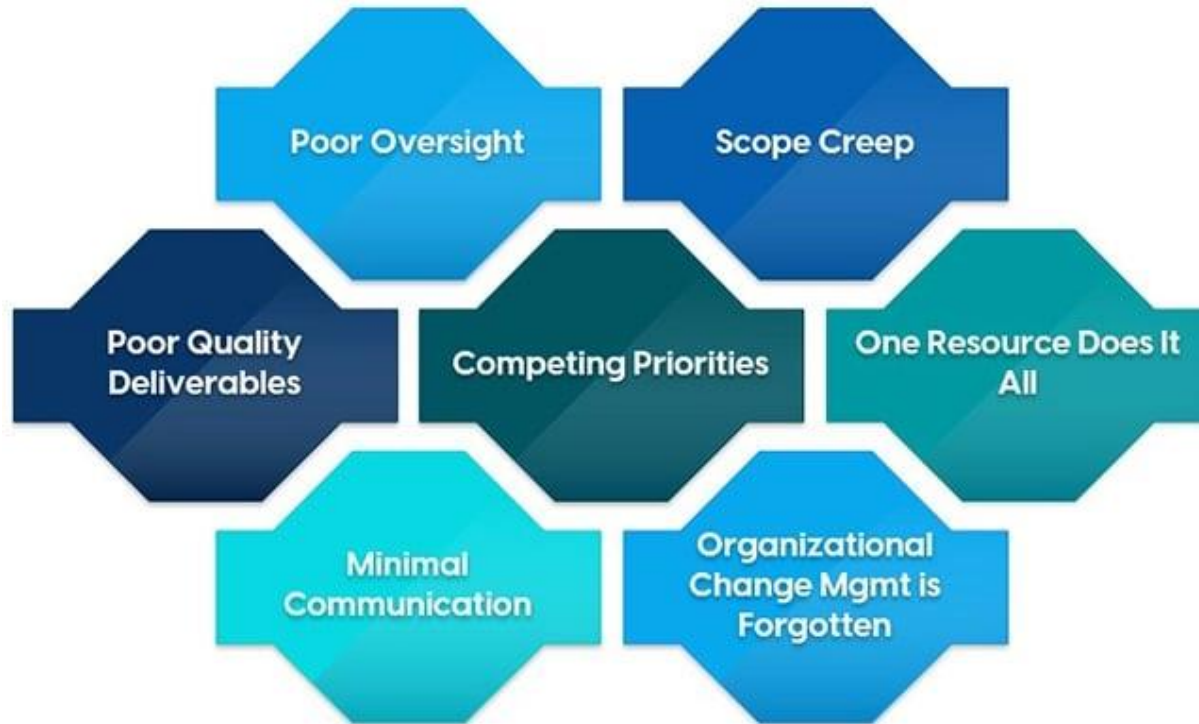 Poor Oversight
Scope Creep
Poor Quality
Deliverables
Competing Priorities
One Resource Does It
All
Minimal
Communication
Organizational
Change Mgmt is
Forgotten